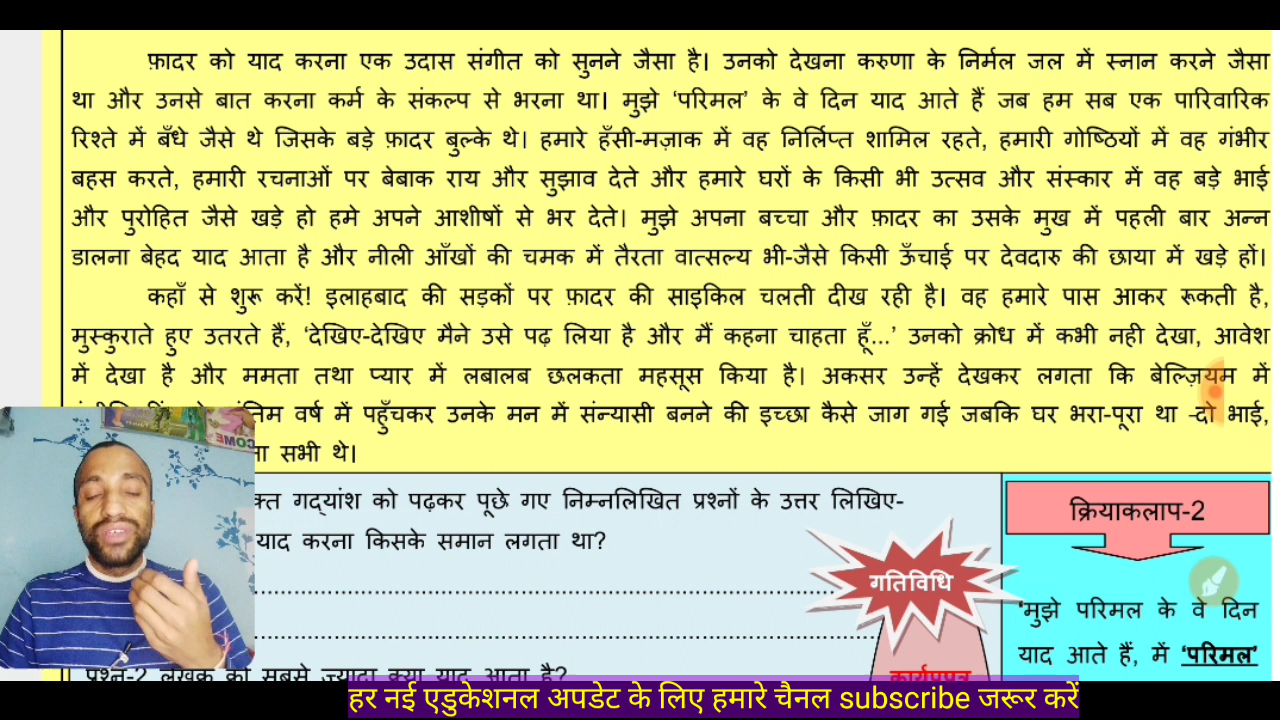 फ़ादर को याद करना एक उदास संगीत को सुनने जैसा है। उनको देखना करुणा के निर्मल जल में स्नान करने जैसा
था और उनसे बात करना कर्म के संकल्प से भरना था। मुझे ‘परिमल’ के वे दिन याद आते हैं जब हम सब एक पारिवारिक
रिश्ते में बँधे जैसे थे जिसके बड़े फ़ादर बुल्के थे। हमारे हँसी-मज़ाक में वह निर्लिप्त शामिल रहते, हमारी गोष्ठियों में वह गंभीर
बहस करते, हमारी रचनाओं पर बेबाक राय और सुझाव देते और हमारे घरों के किसी भी उत्सव और संस्कार में वह बड़े भाई
और पुरोहित जैसे खड़े हो हमे अपने आशीषों से भर देते। मुझे अपना बच्चा और फ़ादर का उसके मुख में पहली बार अन्न
डालना बेहद याद आता है और नीली आँखों की चमक में तैरता वात्सल्य भी-जैसे किसी ऊँचाई पर देवदारु की छाया में खड़े हों।
कहाँ से शुरू करें! इलाहबाद की सड़कों पर फ़ादर की साइकिल चलती दीख रही है। वह हमारे पास आकर रूकती है,
मुस्कुराते हुए उतरते हैं, ‘देखिए-देखिए मैने उसे पढ़ लिया है और मैं कहना चाहता हूँ...’ उनको क्रोध में कभी नही देखा, आवेश
में देखा है और ममता तथा प्यार में लबालब छलकता महसूस किया है। अकसर उन्हें देखकर लगता कि बेल्ज़ियम में
वर्ष में पहुँचकर उनके मन में संन्यासी बनने की इच्छा कैसे जाग गई जबकि घर भरा-पूरा था -दो भाई,
सभी थे।
गद्यांश को पढ़कर पूछे गए निम्नलिखित प्रश्नों के उत्तर लिखिए-
याद करना किसके समान लगता था?
प्रश्न-2 लेखक को सबसे ज्यादा क्या याद आता है?
गतिविधि
कार्यपत्र
क्रियाकलाप-2
‘मुझे परिमल के वे दिन
याद आते हैं, में ‘परिमल’
हर नई एडुकेशनल अपडेट के लिए हमारे चैनल subscribe जरूर करें